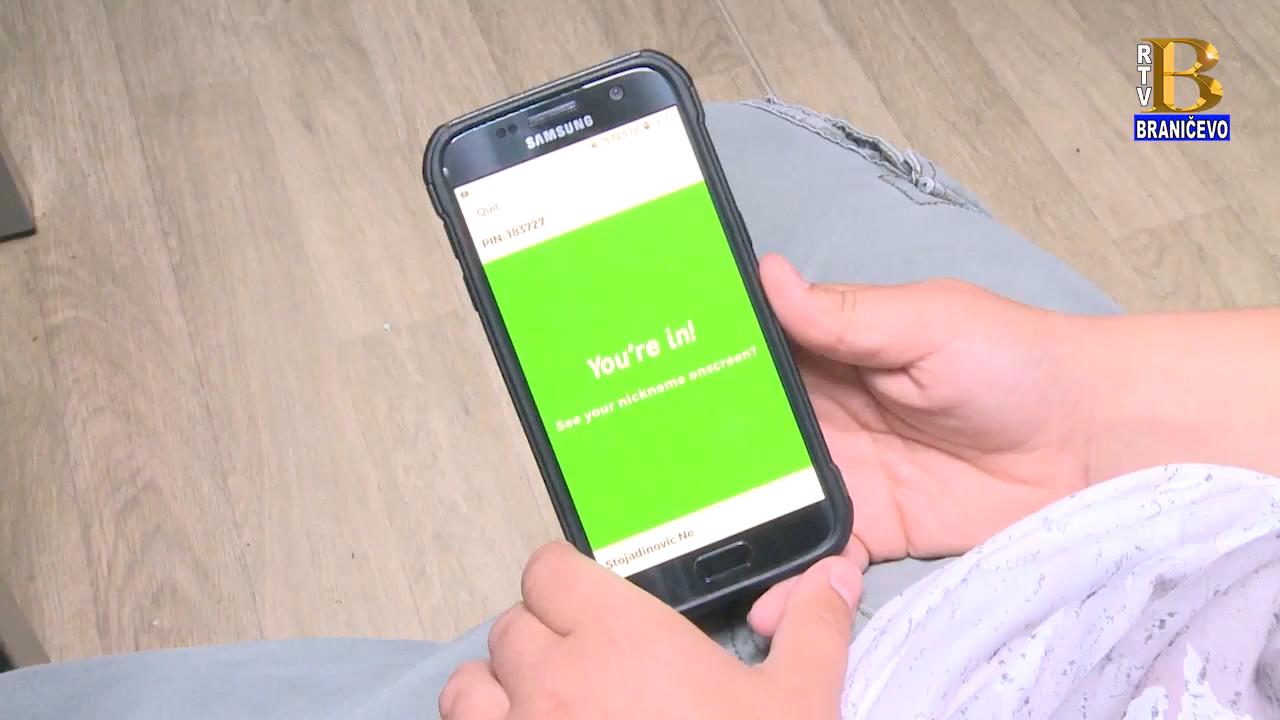 RTV
B
BRANIČEVO
SAMSUNG
Quit
PIN: 183727
You're in!
See your nickname onscreen?
Stojadinovic Ne